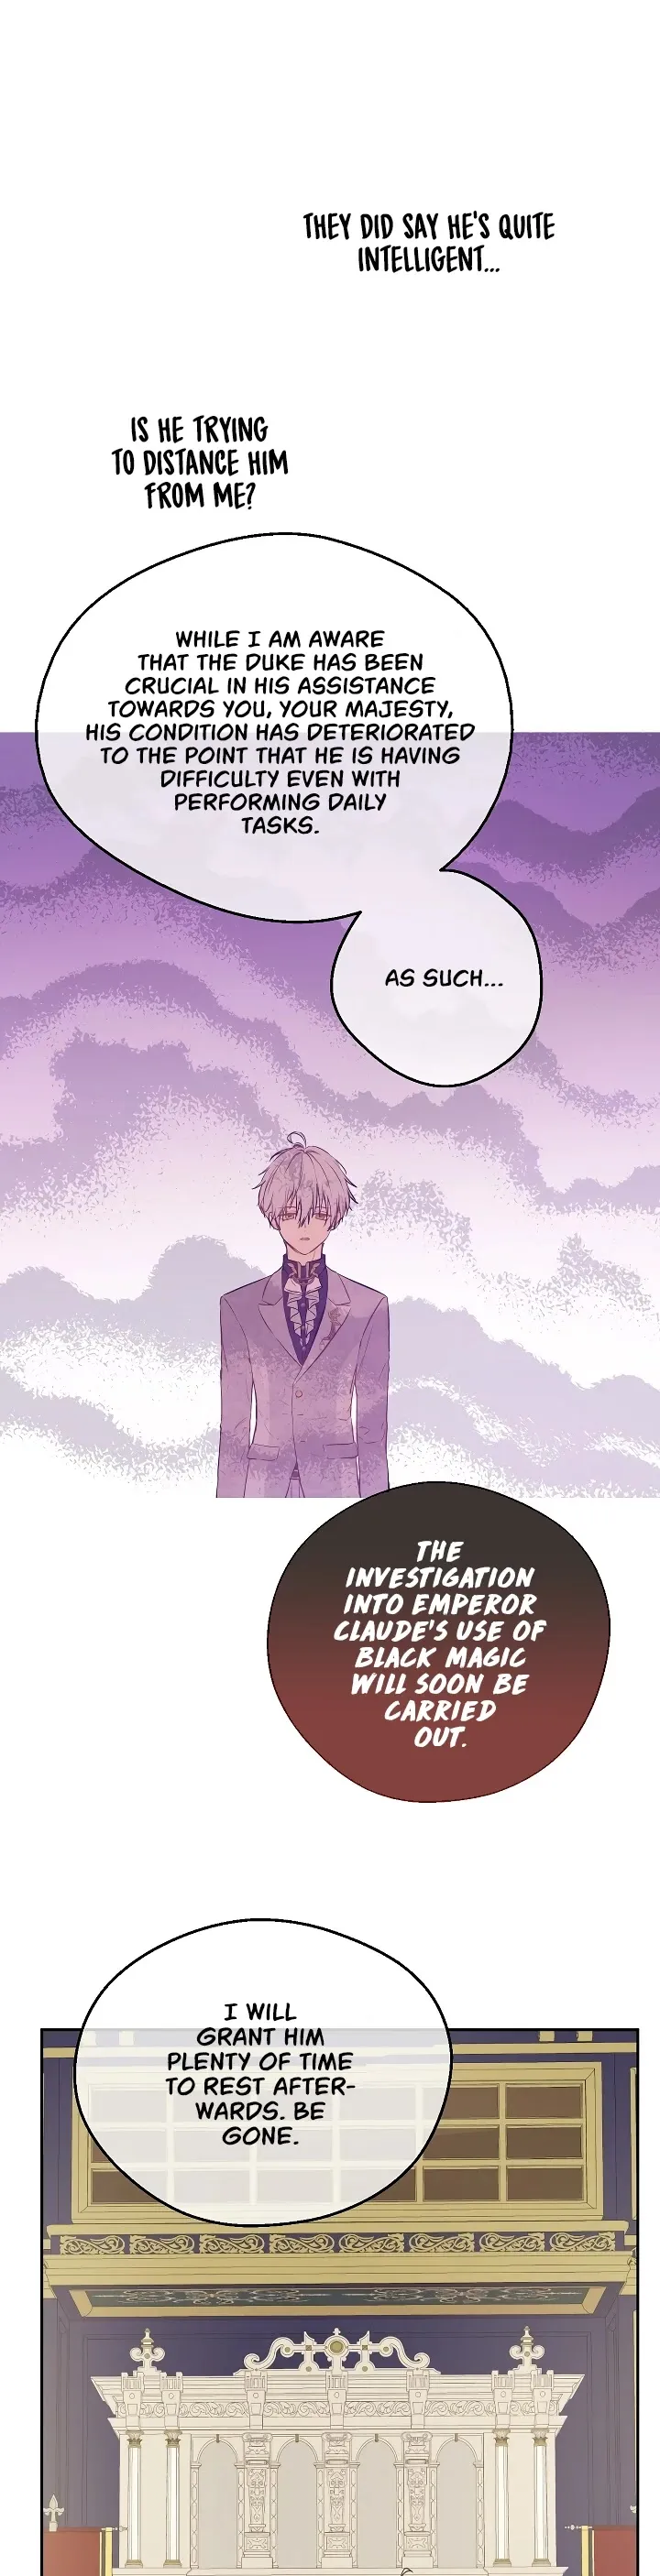 THEY DID SAY HE'S QUITE
INTELLIGENT...
IS HE TRYING
TO DISTANCE HIM
FROM ME?
WHILE I AM AWARE
THAT THE DUKE HAS BEEN
CRUCIAL IN HIS ASSISTANCE
TOWARDS YOU, YOUR MAJESTY,
HIS CONDITION HAS DETERIORATED
TO THE POINT THAT HE IS HAVING
DIFFICULTY EVEN WITH
PERFORMING DAILY
TASKS.
AS SUCH...
THE
INVESTIGATION
INTO EMPEROR
CLAUDE'S USE OF
BLACK MAGIC
WILL SOON BE
CARRIED
OUT.
I WILL
GRANT HIM
PLENTY OF TIME
TO REST AFTER-
WARDS. BE
GONE.